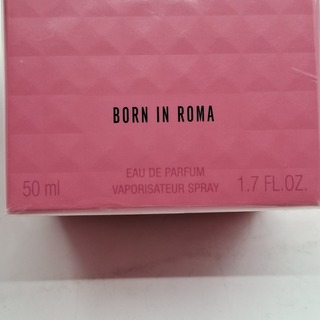 BORN IN ROMA
EAU DE PARFUM
50 ml VAPORISATEUR SPRAY 1.7 FL.OZ.